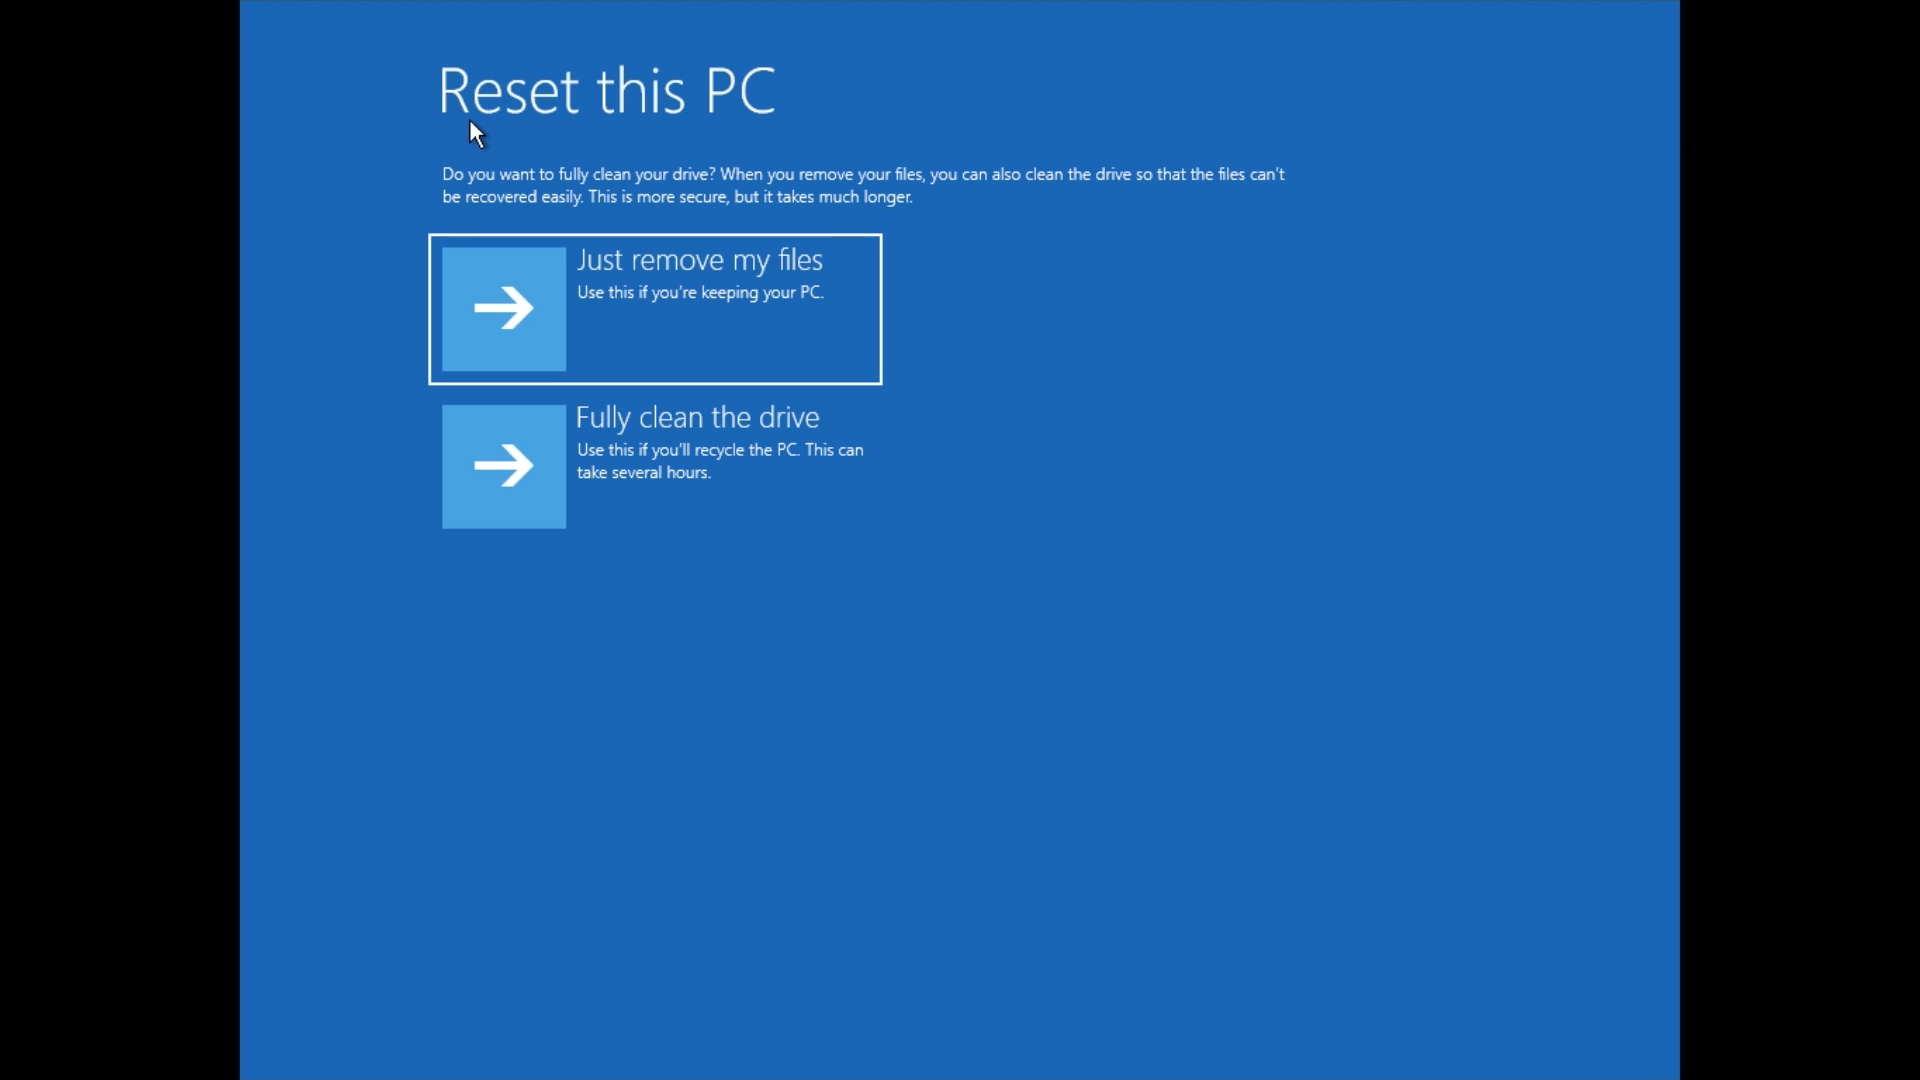 Reset this PC
Do you want to fully clean your drive? When you remove your files, you can also clean the drive so that the files can't
be recovered easily. This is more secure, but it takes much longer.
Just remove my files
Use this if you're keeping your PC.
Fully clean the drive
Use this if you'll recycle the PC. This can
take several hours.